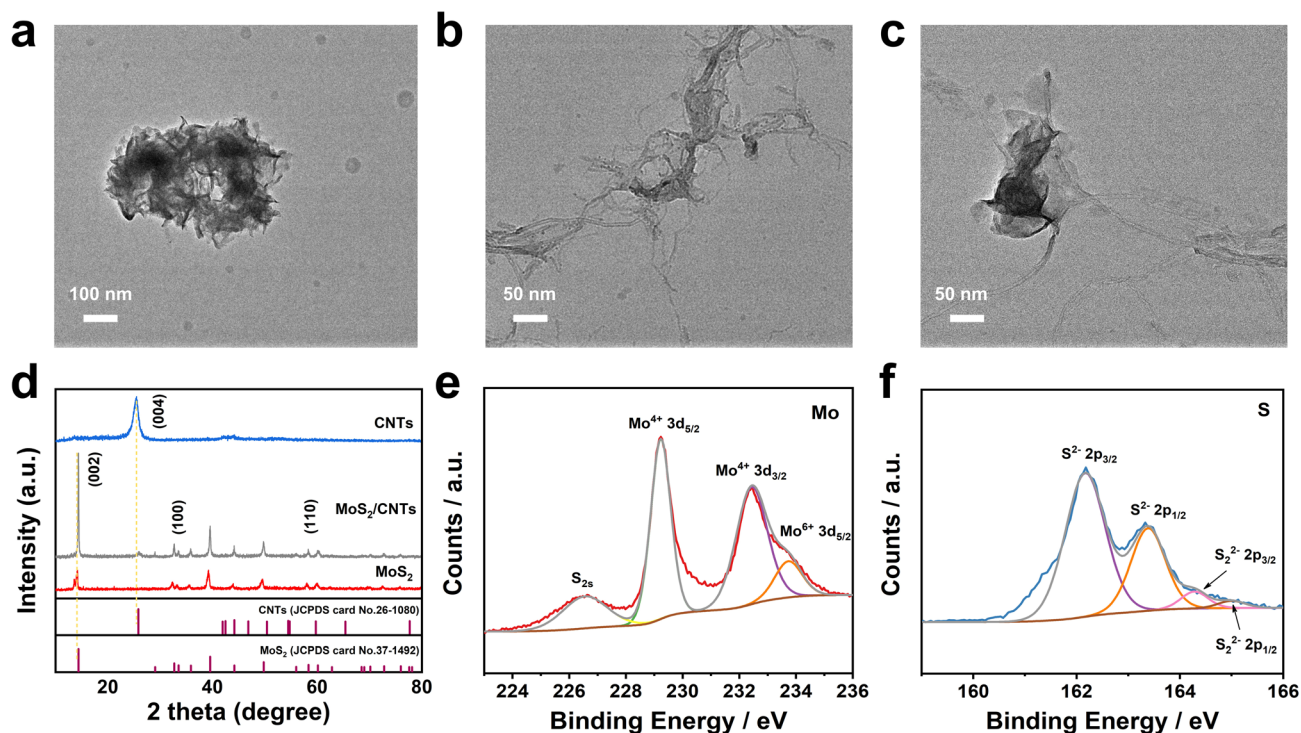 a
100 nm
b
50 nm
c
50 nm
d
Intensity (a.u.)
(004)
CNTs
(002)
(100)
(110)
MoS₂/CNTs
MoS₂
CNTs (JCPDS card No.26-1080)
MoS₂ (JCPDS card No.37-1492)
20 40 60 80
2 theta (degree)
e
Counts / a.u.
Mo
Mo⁴⁺ 3d₅/₂
Mo⁴⁺ 3d₃/₂
Mo⁶⁺ 3d₅/₂
S₂ₛ
224 226 228 230 232 234 236
Binding Energy / eV
f
Counts / a.u.
S
S²⁻ 2p₃/₂
S²⁻ 2p₁/₂
S₂²⁻ 2p₃/₂
S₂²⁻ 2p₁/₂
160 162 164 166
Binding Energy / eV